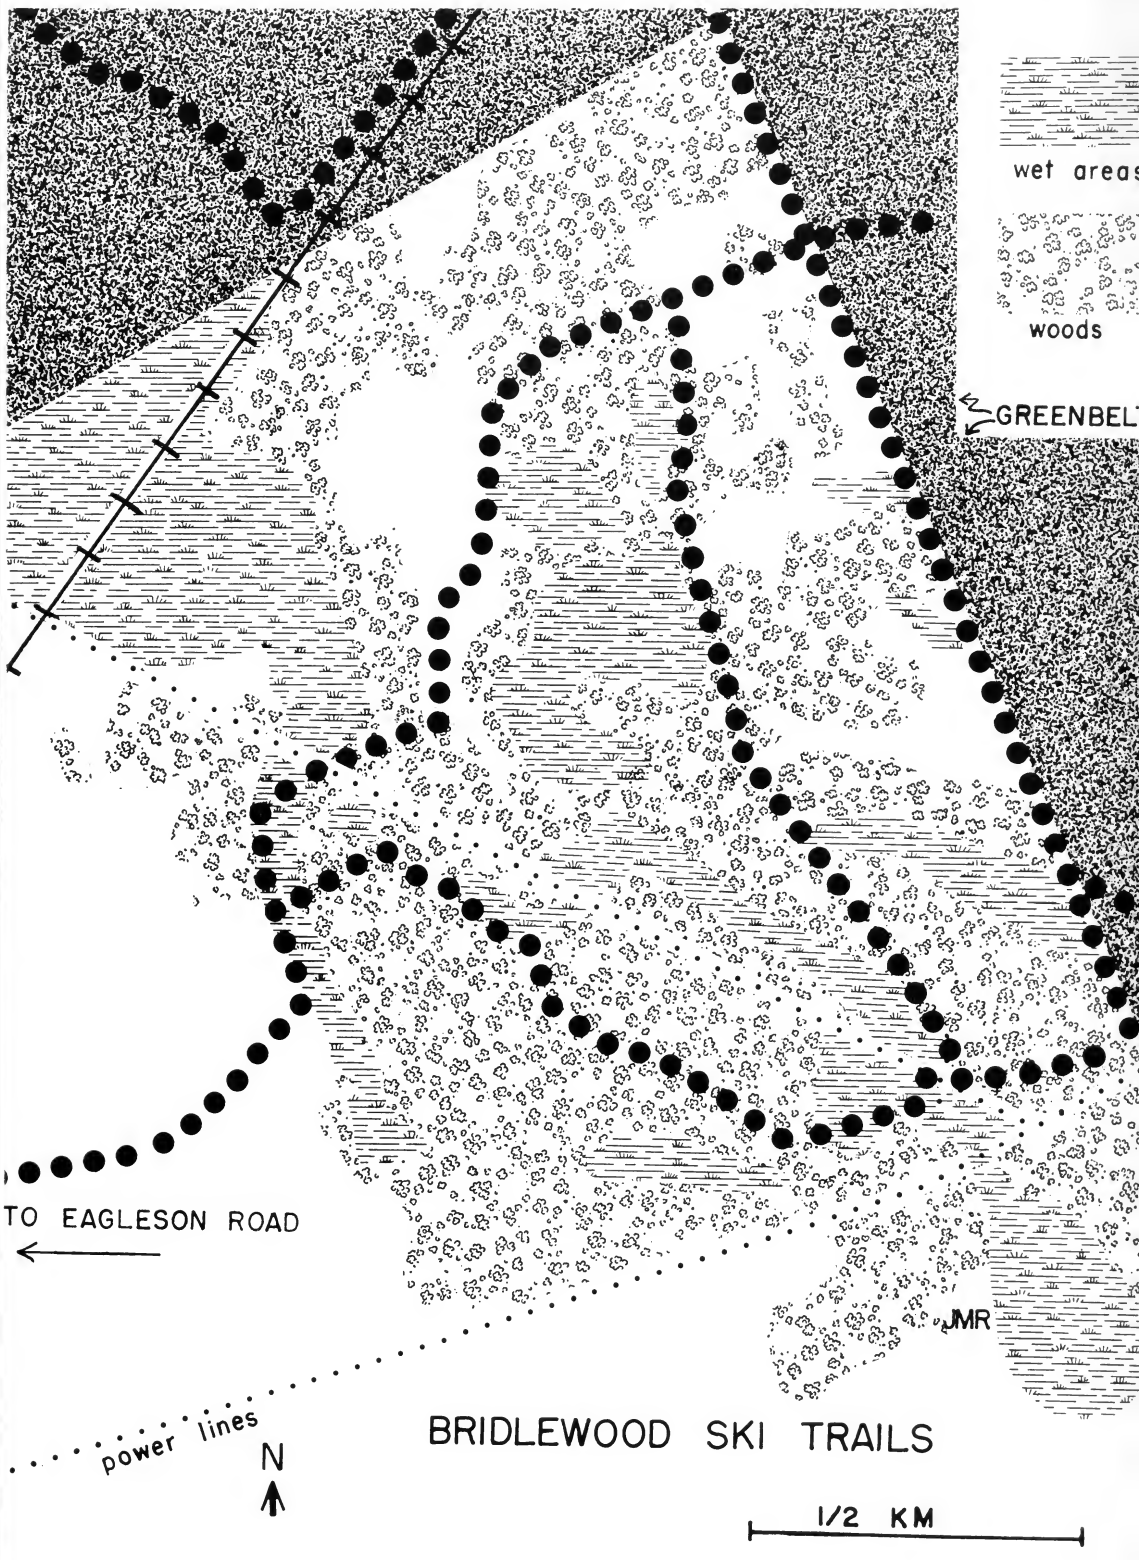 wet areas
woods
GREENBEL
TO EAGLESON ROAD
JMR
power lines
N
BRIDLEWOOD SKI TRAILS
1/2 KM